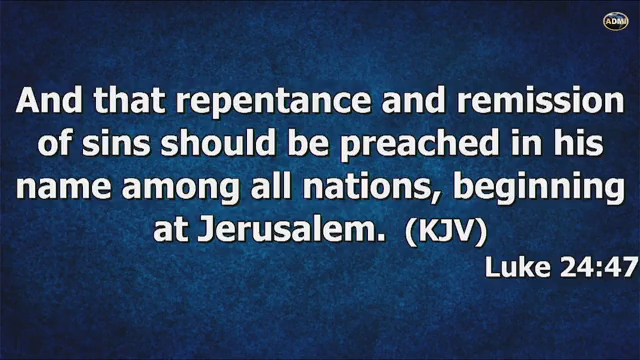 ADMI
And that repentance and remission
of sins should be preached in his
name among all nations, beginning
at Jerusalem. (KJV)
Luke 24:47